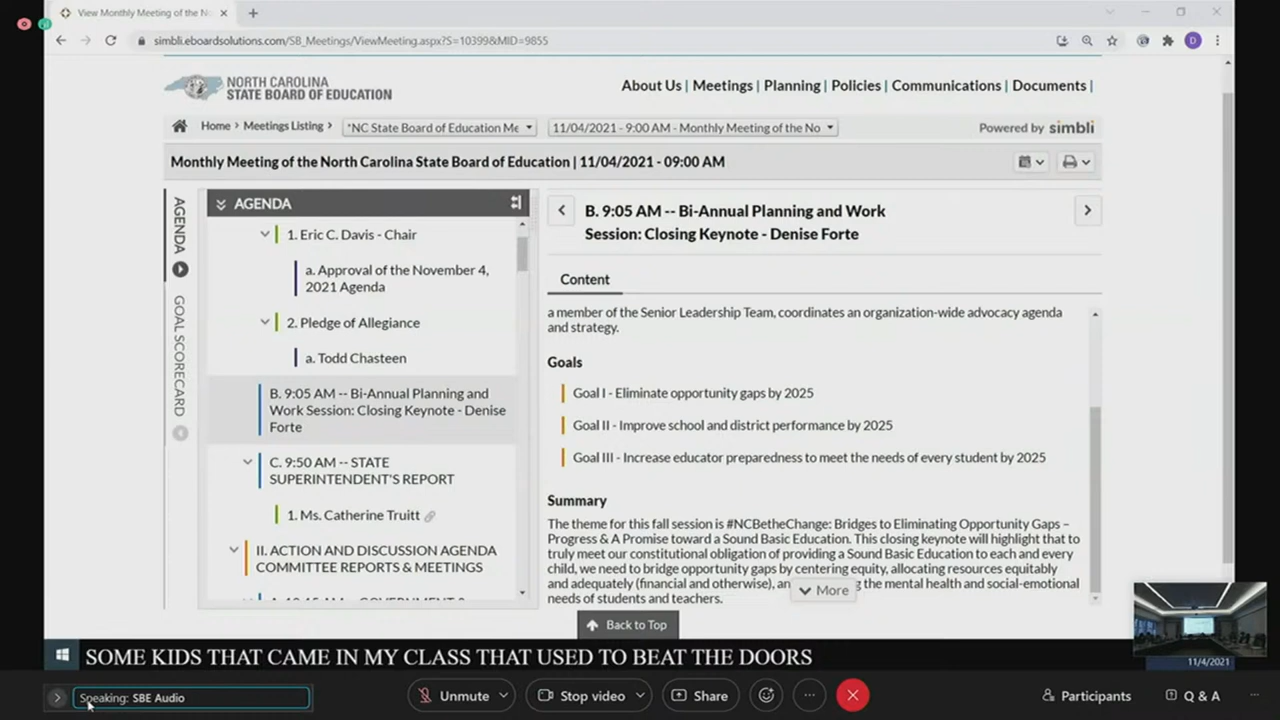 View Monthly Meeting of the No
simbli.eboardsolutions.com/SB_Meetings/ViewMeeting.aspx?S=10399&MID=9855
D
NORTH CAROLINA
STATE BOARD OF EDUCATION
About Us | Meetings | Planning | Policies | Communications | Documents |
Home > Meetings Listing > *NC State Board of Education Me 11/04/2021 - 9:00 AM - Monthly Meeting of the No Powered by simbli
Monthly Meeting of the North Carolina State Board of Education | 11/04/2021 - 09:00 AM
AGENDA
GOAL SCORECARD
AGENDA
1. Eric C. Davis - Chair
a. Approval of the November 4,
2021 Agenda
2. Pledge of Allegiance
a. Todd Chasteen
B. 9:05 AM -- Bi-Annual Planning and
Work Session: Closing Keynote - Denise
Forte
C. 9:50 AM -- STATE
SUPERINTENDENT'S REPORT
1. Ms. Catherine Truitt
II. ACTION AND DISCUSSION AGENDA
COMMITTEE REPORTS & MEETINGS
B. 9:05 AM -- Bi-Annual Planning and Work
Session: Closing Keynote - Denise Forte
Content
a member of the Senior Leadership Team, coordinates an organization-wide advocacy agenda
and strategy.
Goals
Goal I - Eliminate opportunity gaps by 2025
Goal II - Improve school and district performance by 2025
Goal III - Increase educator preparedness to meet the needs of every student by 2025
Summary
The theme for this fall session is #NCBetheChange: Bridges to Eliminating Opportunity Gaps –
Progress & A Promise toward a Sound Basic Education. This closing keynote will highlight that to
truly meet our constitutional obligation of providing a Sound Basic Education to each and every
child, we need to bridge opportunity gaps by centering equity, allocating resources equitably
and adequately (financial and otherwise), an the mental health and social-emotional
needs of students and teachers.
More
Back to Top
SOME KIDS THAT CAME IN MY CLASS THAT USED TO BEAT THE DOORS
11/4/2021
Speaking: SBE Audio
Unmute
Stop video
Share
Participants
Q & A